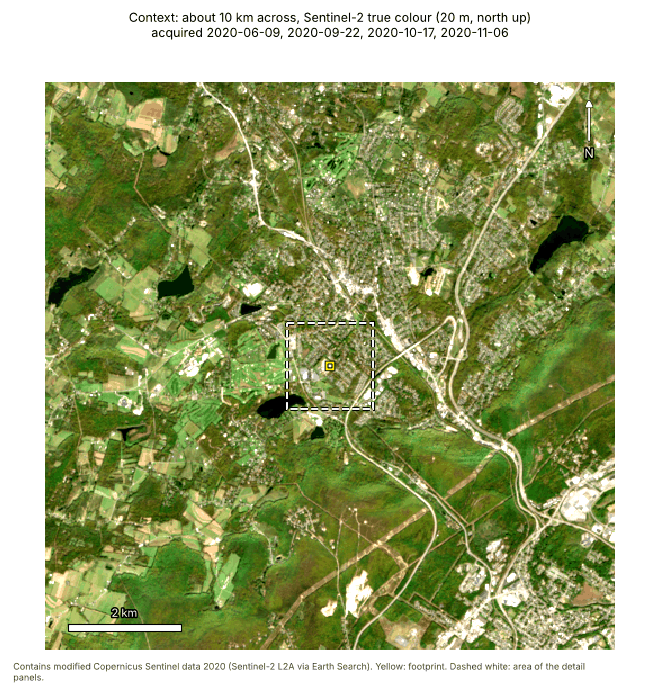 Context: about 10 km across, Sentinel-2 true colour (20 m, north up)
acquired 2020-06-09, 2020-09-22, 2020-10-17, 2020-11-06
N
2 km
Contains modified Copernicus Sentinel data 2020 (Sentinel-2 L2A via Earth Search). Yellow: footprint. Dashed white: area of the detail
panels.